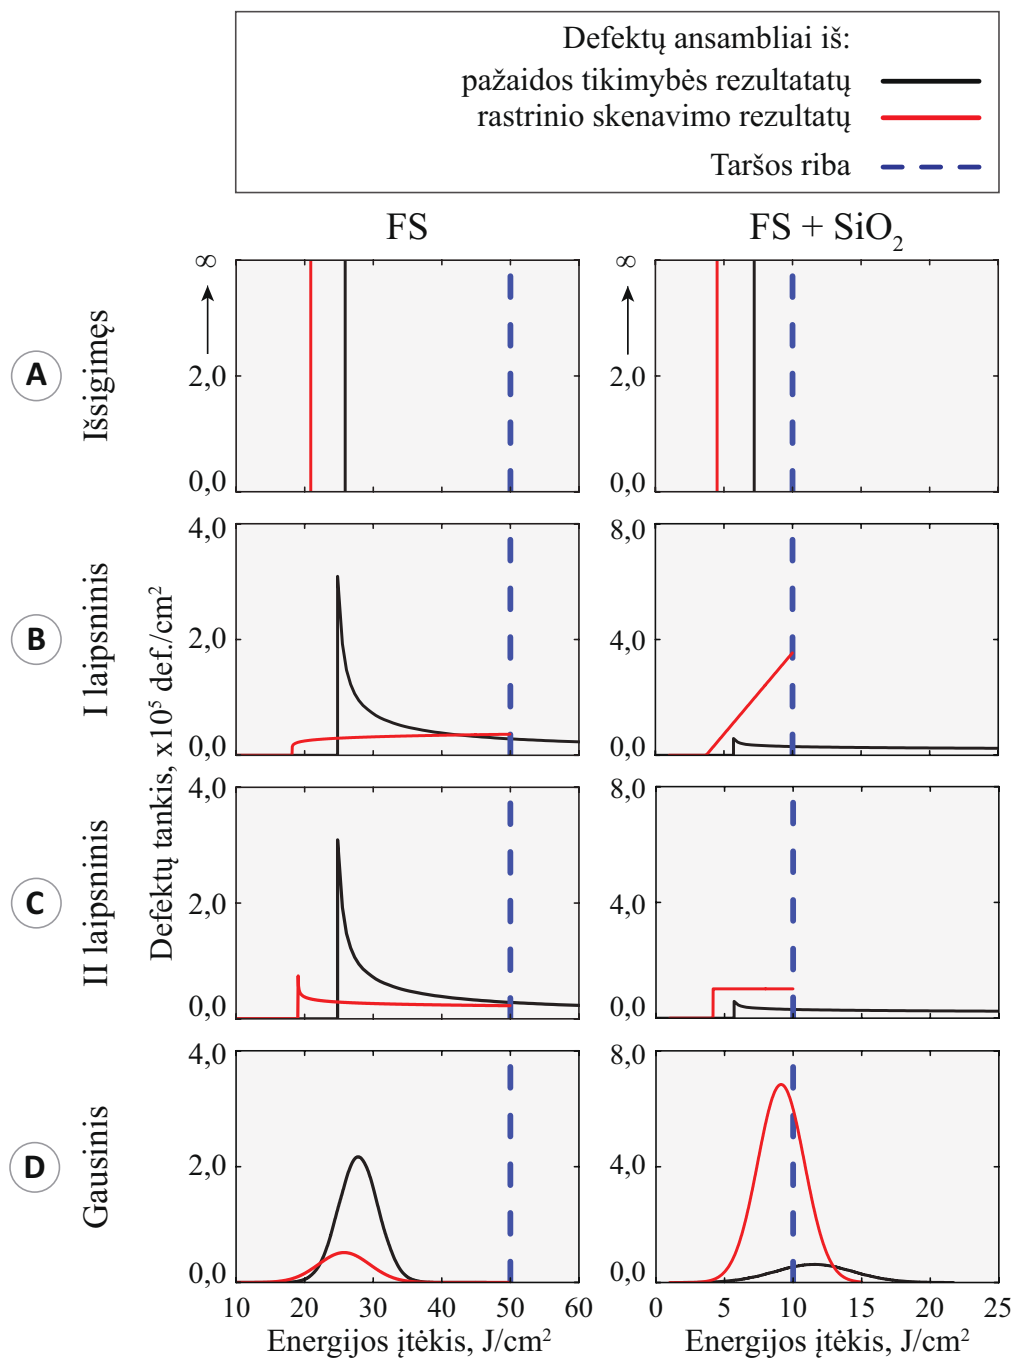 Defektų ansambliai iš:
pažaidos tikimybės rezultatatų
rastrinio skenavimo rezultatų
Taršos riba
FS
FS + SiO₂
A
Išsigimęs
∞
2,0
0,0
∞
2,0
0,0
Defektų tankis, x10⁵ def./cm²
B
I laipsninis
4,0
2,0
0,0
8,0
4,0
0,0
C
II laipsninis
4,0
2,0
0,0
8,0
4,0
0,0
D
Gausinis
4,0
2,0
0,0
8,0
4,0
0,0
10 20 30 40 50 60
0 5 10 15 20 25
Energijos įtėkis, J/cm²
Energijos įtėkis, J/cm²